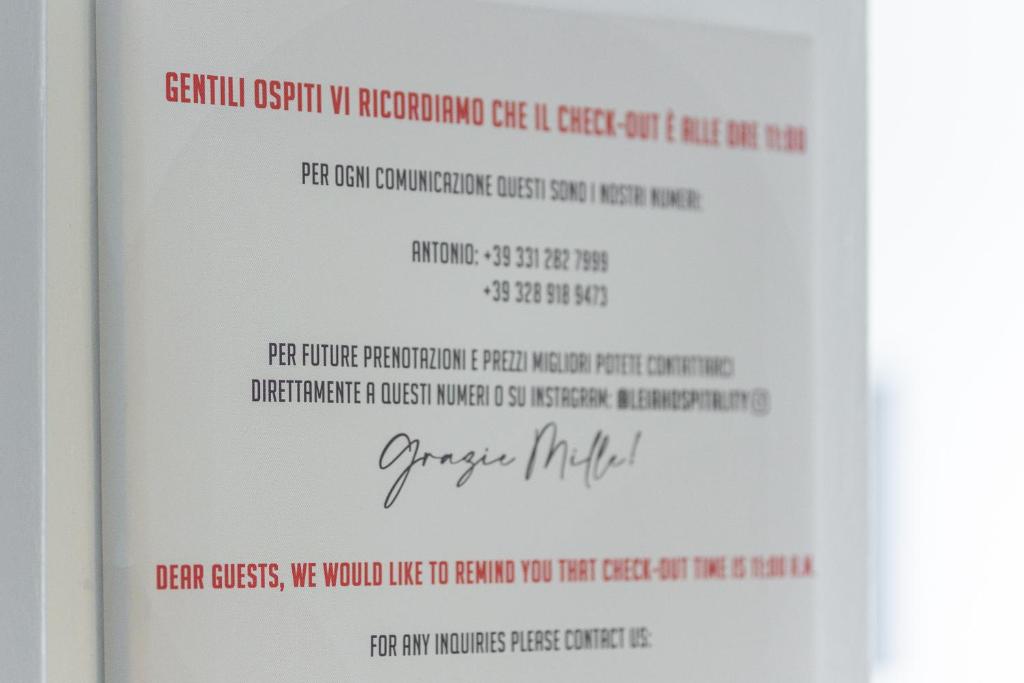 GENTILI OSPITI VI RICORDIAMO CHE IL CHECK-OUT È ALLE ORE 11:00
PER OGNI COMUNICAZIONE QUESTI SONO I NOSTRI NUMERI:
ANTONIO: +39 331 282 7999
+39 328 918 9473
PER FUTURE PRENOTAZIONI E PREZZI MIGLIORI POTETE CONTATTARCI
DIRETTAMENTE A QUESTI NUMERI O SU INSTAGRAM: @LEIAHOSPITALITY
Grazie Mille!
DEAR GUESTS, WE WOULD LIKE TO REMIND YOU THAT CHECK-OUT TIME IS 11:00 A.M.
FOR ANY INQUIRIES PLEASE CONTACT US: